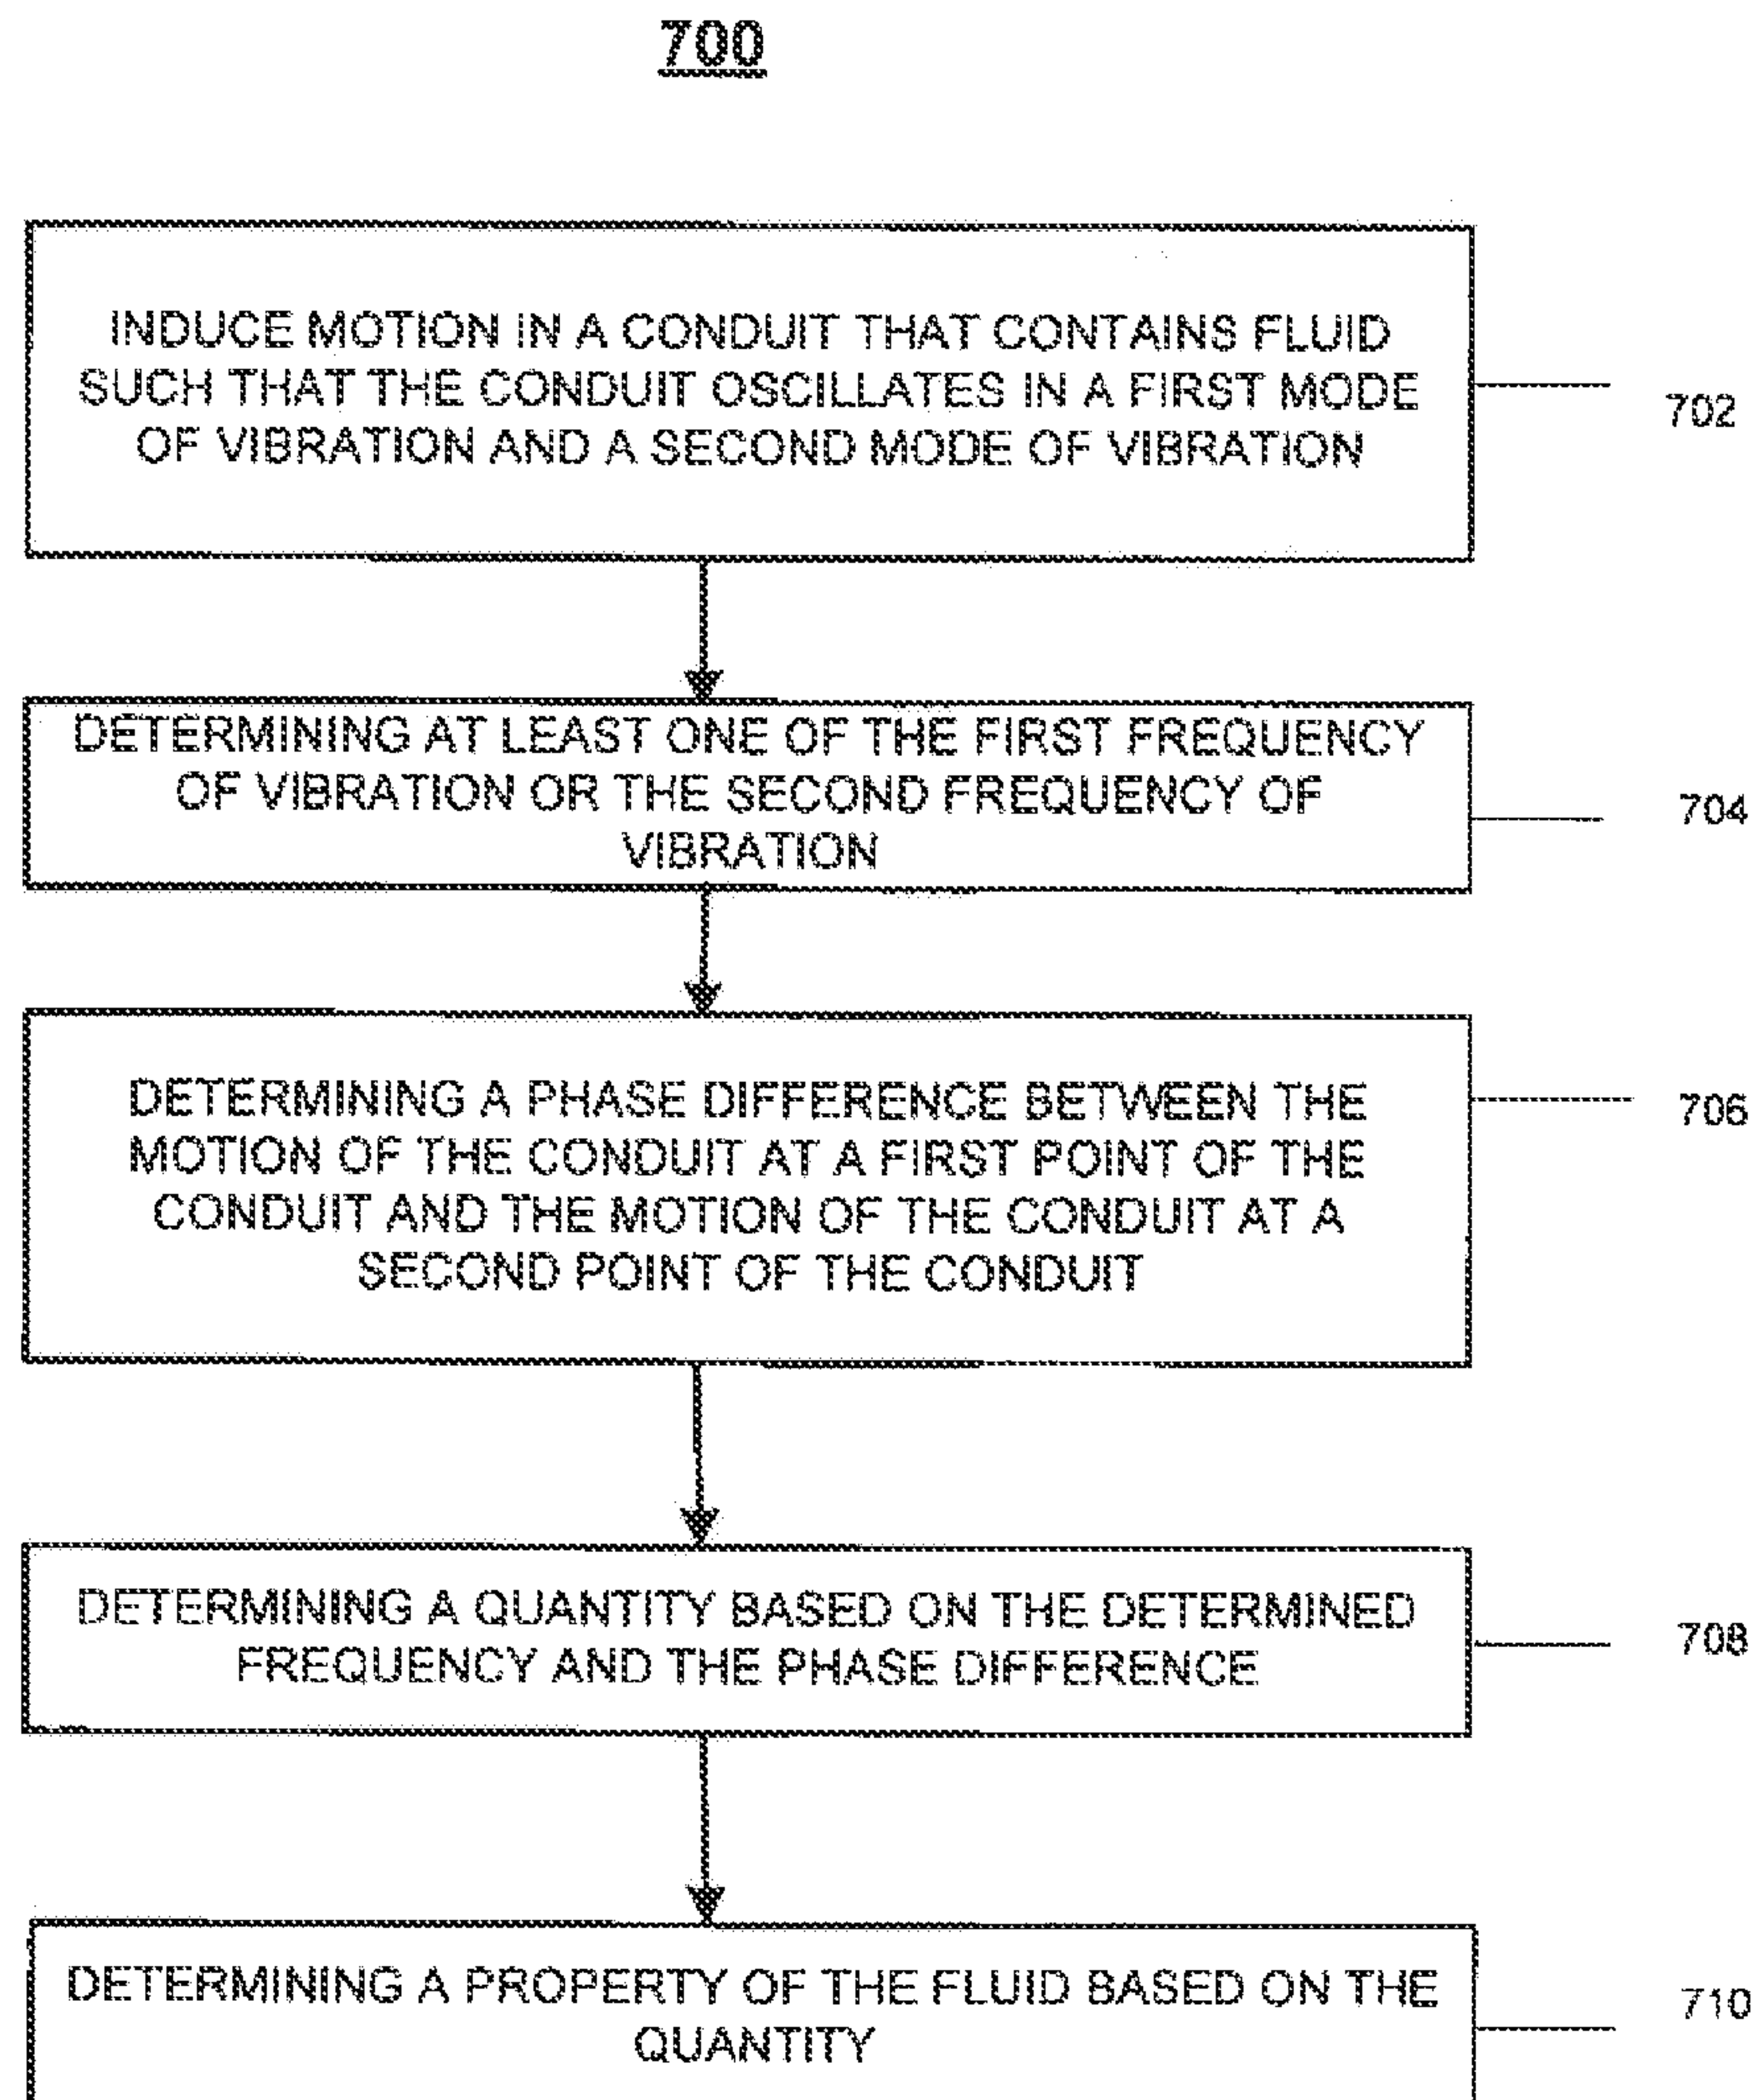 700
INDUCE MOTION IN A CONDUIT THAT CONTAINS FLUID
SUCH THAT THE CONDUIT OSCILLATES IN A FIRST MODE
OF VIBRATION AND A SECOND MODE OF VIBRATION
702
DETERMINING AT LEAST ONE OF THE FIRST FREQUENCY
OF VIBRATION OR THE SECOND FREQUENCY OF
VIBRATION
704
DETERMINING A PHASE DIFFERENCE BETWEEN THE
MOTION OF THE CONDUIT AT A FIRST POINT OF THE
CONDUIT AND THE MOTION OF THE CONDUIT AT A
SECOND POINT OF THE CONDUIT
706
DETERMINING A QUANTITY BASED ON THE DETERMINED
FREQUENCY AND THE PHASE DIFFERENCE
708
DETERMINING A PROPERTY OF THE FLUID BASED ON THE
QUANTITY
710